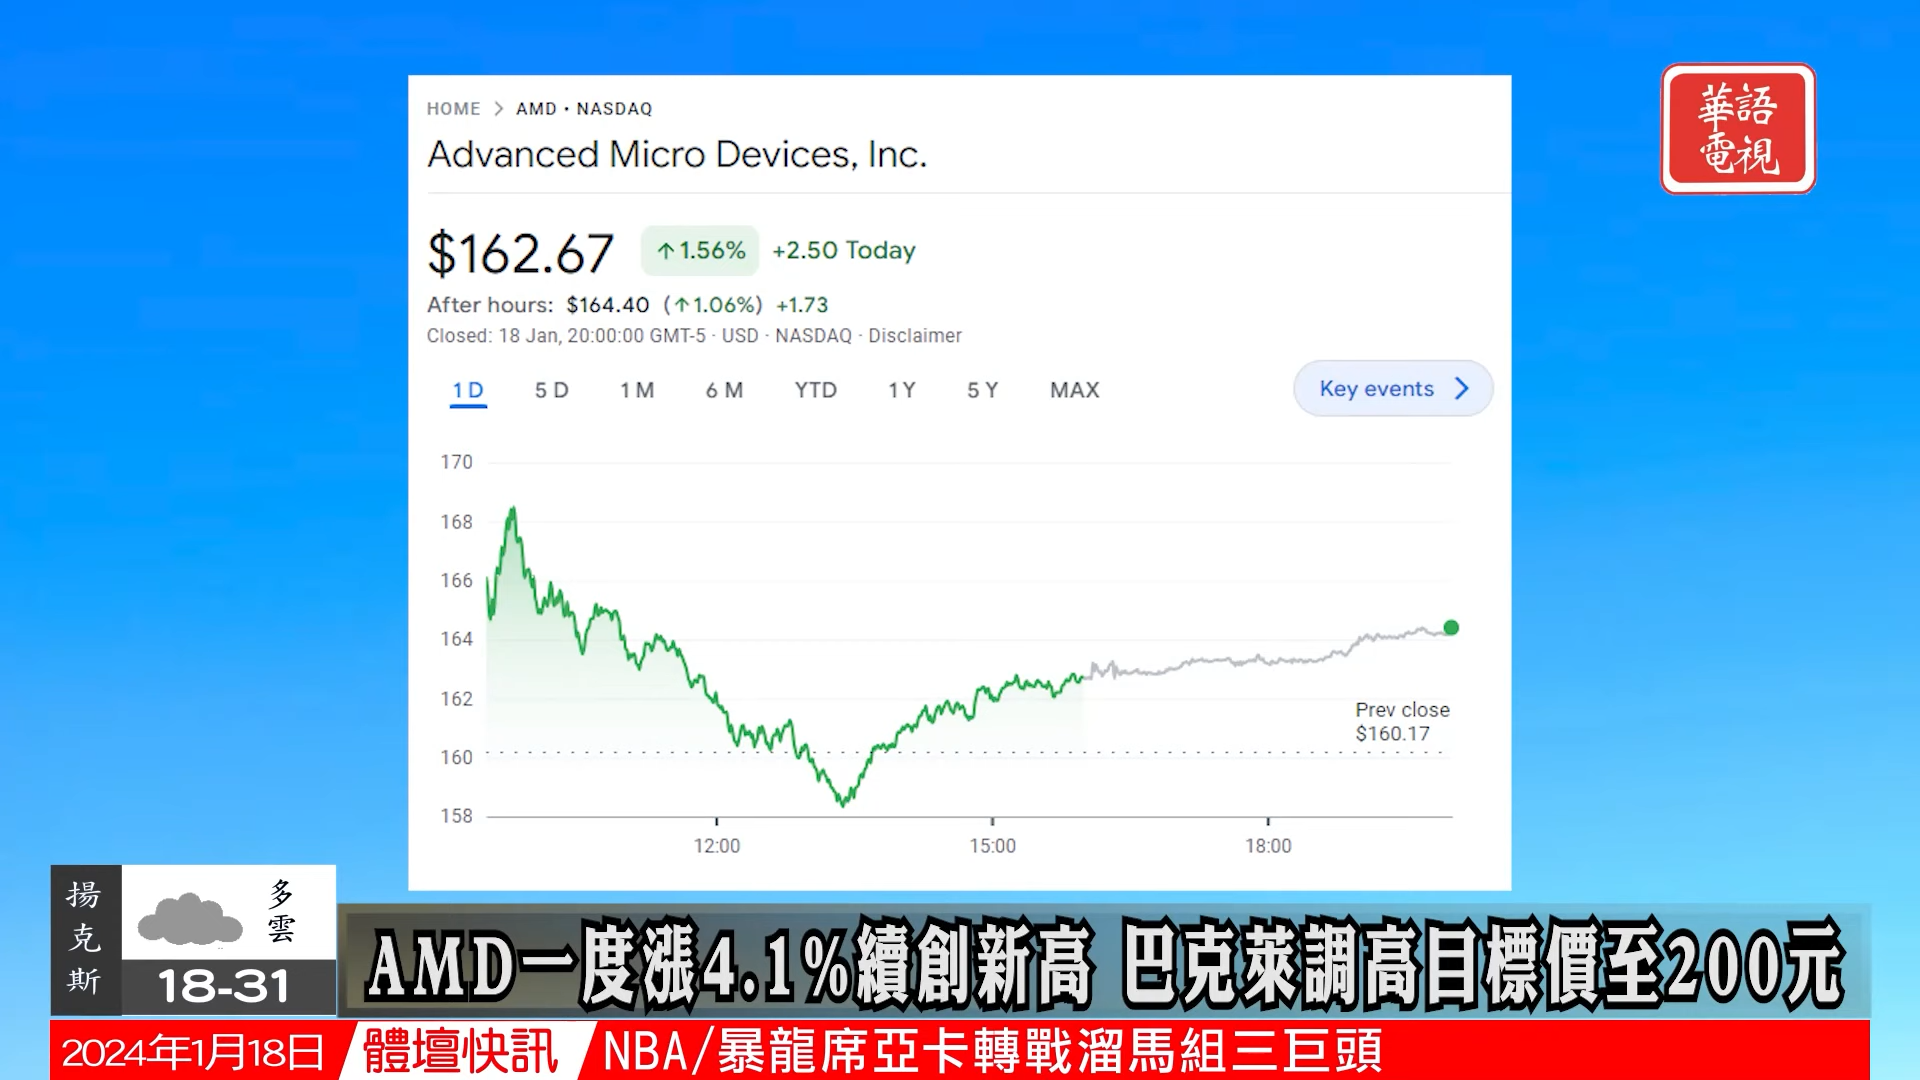 HOME > AMD • NASDAQ
Advanced Micro Devices, Inc.
$162.67 ↑1.56% +2.50 Today
After hours: $164.40 (↑1.06%) +1.73
Closed: 18 Jan, 20:00:00 GMT-5 · USD · NASDAQ · Disclaimer
1 D 5 D 1 M 6 M YTD 1 Y 5 Y MAX Key events >
170
168
166
164
162
160
158
Prev close
$160.17
12:00 15:00 18:00
華語
電視
揚克斯
多雲
18-31
AMD一度漲4.1%續創新高 巴克萊調高目標價至200元
2024年1月18日 體壇快訊 NBA/暴龍席亞卡轉戰溜馬組三巨頭